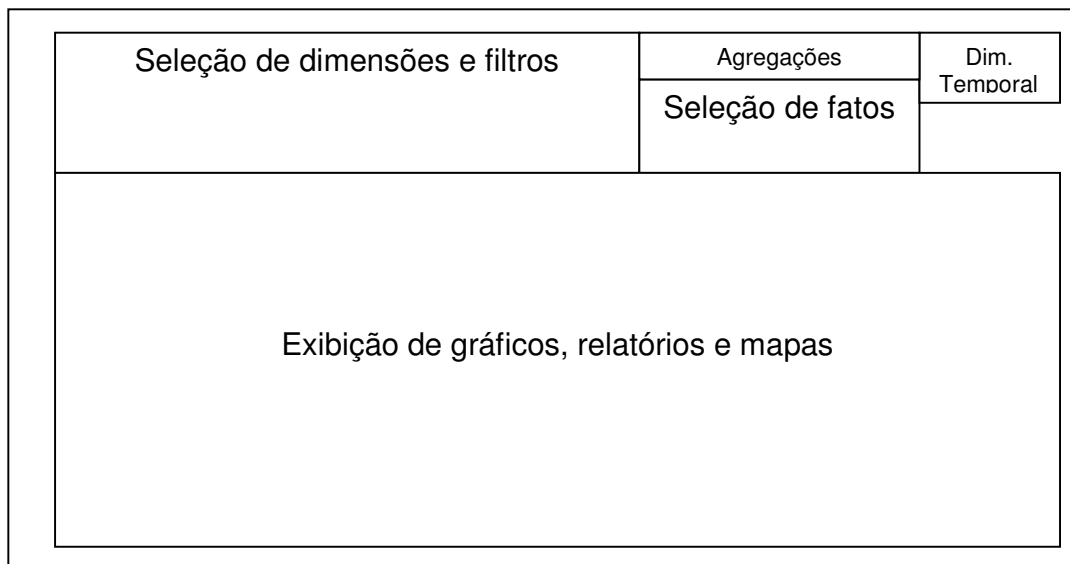 Seleção de dimensões e filtros
Agregações
Dim.
Temporal
Seleção de fatos
Exibição de gráficos, relatórios e mapas